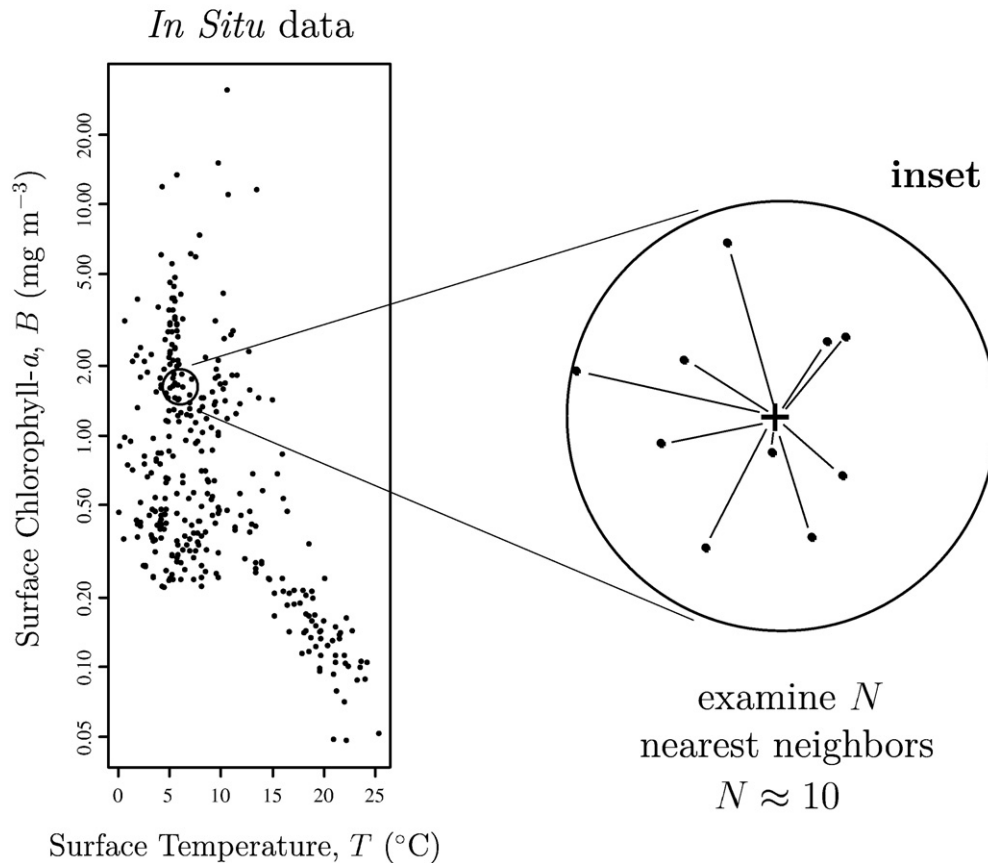 In Situ data
Surface Chlorophyll-a, B (mg m⁻³)
20.00
10.00
5.00
2.00
1.00
0.50
0.20
0.10
0.05
0 5 10 15 20 25
Surface Temperature, T (°C)
inset
examine N
nearest neighbors
N ≈ 10